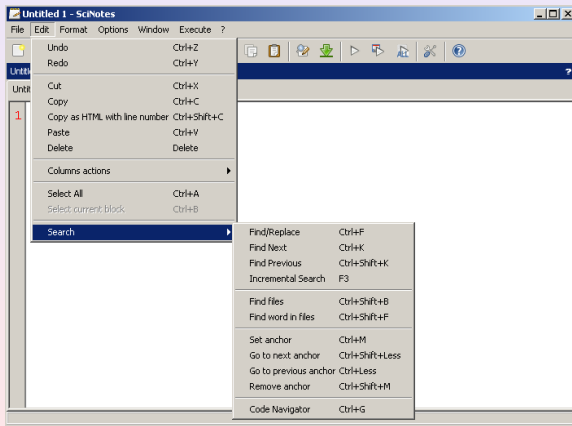 Untitled 1 - SciNotes
File Edit Format Options Window Execute ?
Undo Ctrl+Z
Redo Ctrl+Y
Cut Ctrl+X
Copy Ctrl+C
Copy as HTML with line number Ctrl+Shift+C
Paste Ctrl+V
Delete Delete
Columns actions
Select All Ctrl+A
Select current block Ctrl+B
Search
Find/Replace Ctrl+F
Find Next Ctrl+K
Find Previous Ctrl+Shift+K
Incremental Search F3
Find files Ctrl+Shift+B
Find word in files Ctrl+Shift+F
Set anchor Ctrl+M
Go to next anchor Ctrl+Shift+Less
Go to previous anchor Ctrl+Less
Remove anchor Ctrl+Shift+M
Code Navigator Ctrl+G
1